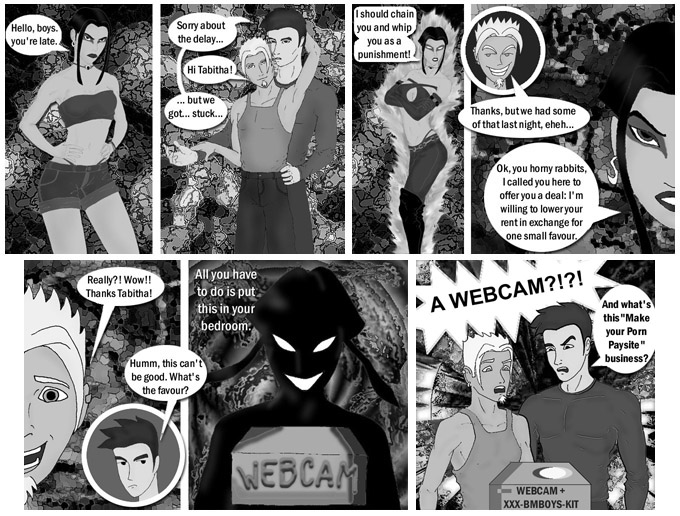 Hello, boys.
you're late.
Sorry about
the delay...
Hi Tabitha!
... but we
got... stuck...
I should chain
you and whip
you as a
punishment!
Thanks, but we had some
of that last night, eheh...
Ok, you horny rabbits,
I called you here to
offer you a deal: I'm
willing to lower your
rent in exchange for
one small favour.
Really?! Wow!!
Thanks Tabitha!
Humm, this can't
be good. What's
the favour?
All you have
to do is put
this in your
bedroom.
WEBCAM
A WEBCAM?!?!
And what's
this "Make
your Porn
Paysite"
business?
WEBCAM +
XXX-BMBOYS-KIT